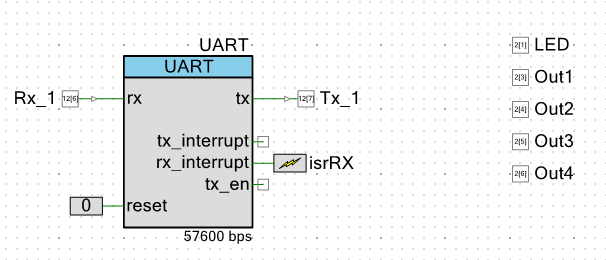 UART
UART
Rx_1 12[6] rx tx 12[7] Tx_1
tx_interrupt
rx_interrupt isrRX
tx_en
0 reset
57600 bps
2[1] LED
2[3] Out1
2[4] Out2
2[5] Out3
2[6] Out4